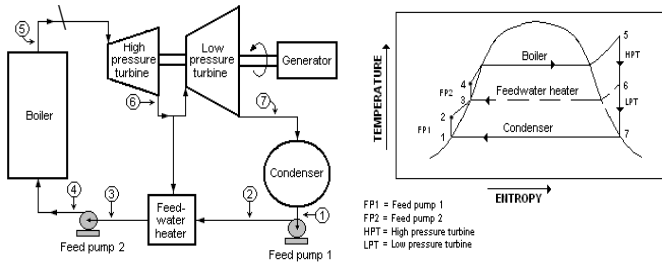 5
High pressure turbine
Low pressure turbine
Generator
6
7
Boiler
Condenser
4
3
2
1
Feed-water heater
Feed pump 2
Feed pump 1
TEMPERATURE
5
Boiler
HPT
4
FP2
3
Feedwater heater
6
2
LPT
FP1
1
Condenser
7
ENTROPY
FP1 = Feed pump 1
FP2 = Feed pump 2
HPT = High pressure turbine
LPT = Low pressure turbine